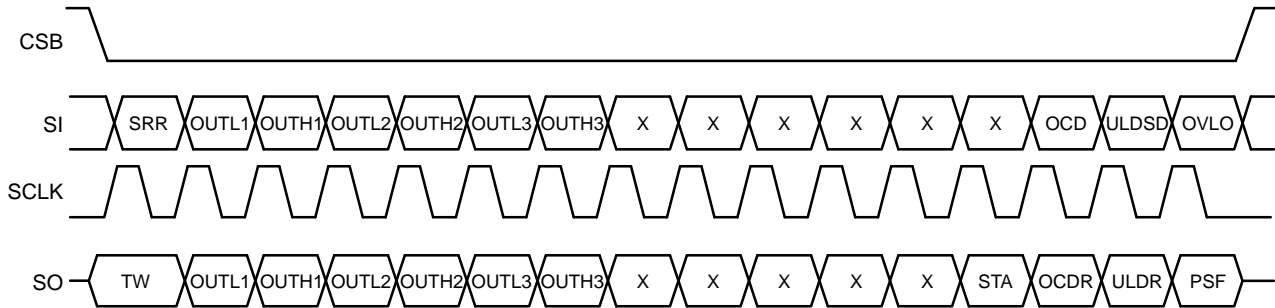 CSB
SI SRR OUTL1 OUTH1 OUTL2 OUTH2 OUTL3 OUTH3 X X X X X X OCD ULDSD OVLO
SCLK
SO TW OUTL1 OUTH1 OUTL2 OUTH2 OUTL3 OUTH3 X X X X X STA OCDR ULDR PSF